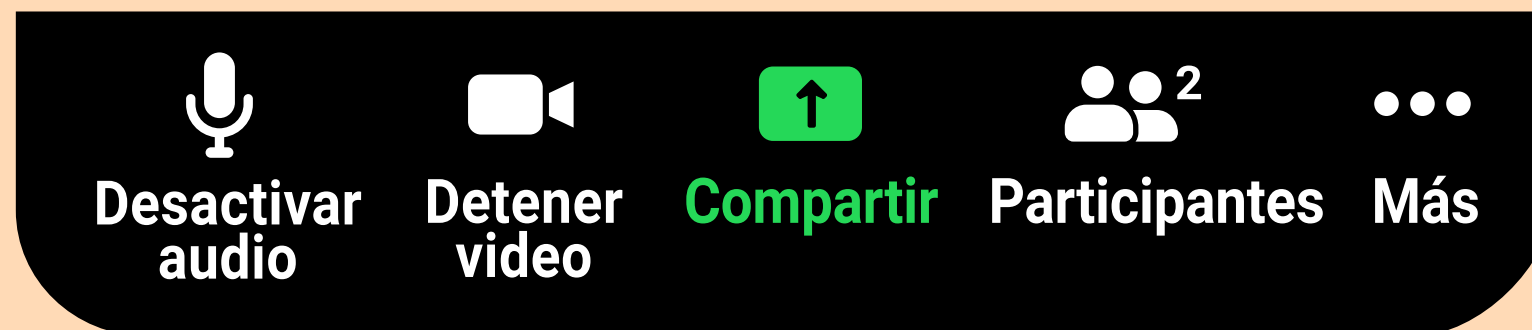 2
Desactivar
audio
Detener
video
Compartir
Participantes
Más